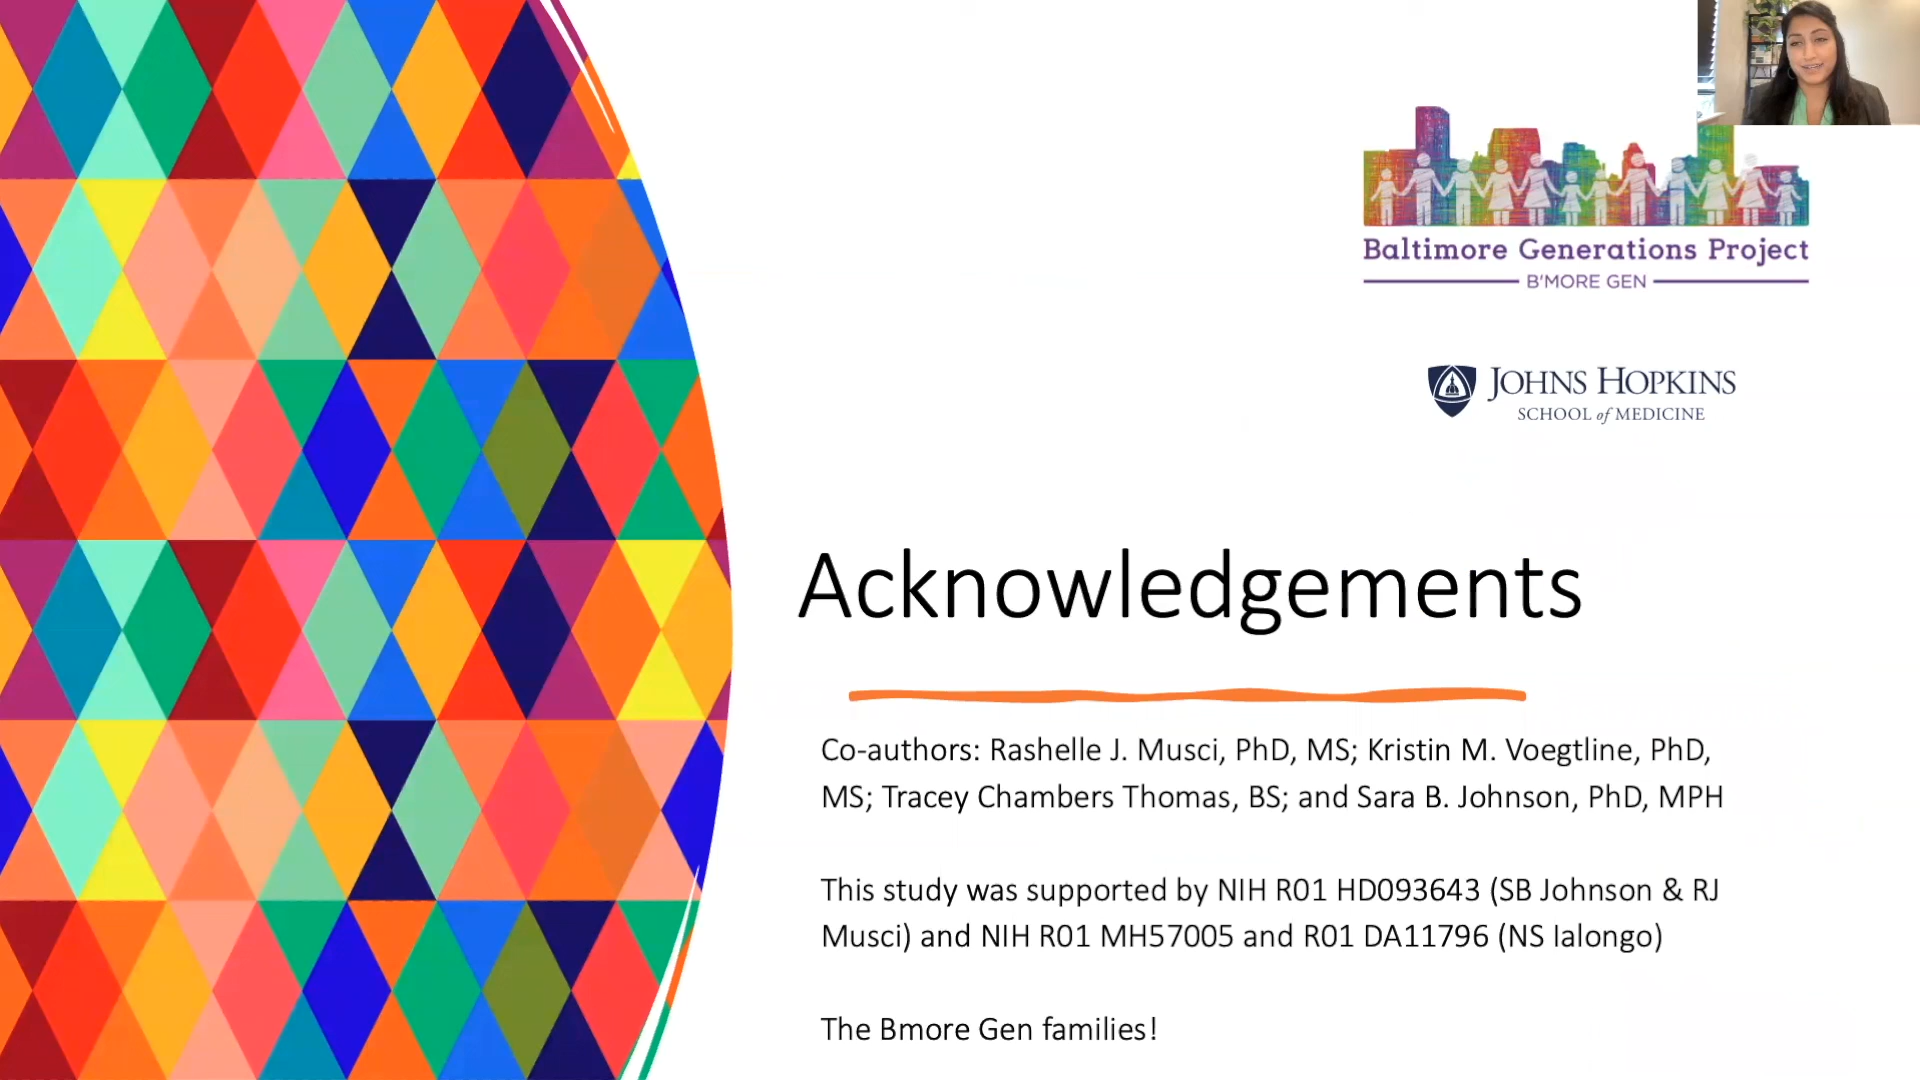 Baltimore Generations Project
B'MORE GEN
JOHNS HOPKINS
SCHOOL of MEDICINE
Acknowledgements
Co-authors: Rashelle J. Musci, PhD, MS; Kristin M. Voegtline, PhD,
MS; Tracey Chambers Thomas, BS; and Sara B. Johnson, PhD, MPH
This study was supported by NIH R01 HD093643 (SB Johnson & RJ
Musci) and NIH R01 MH57005 and R01 DA11796 (NS Ialongo)
The Bmore Gen families!